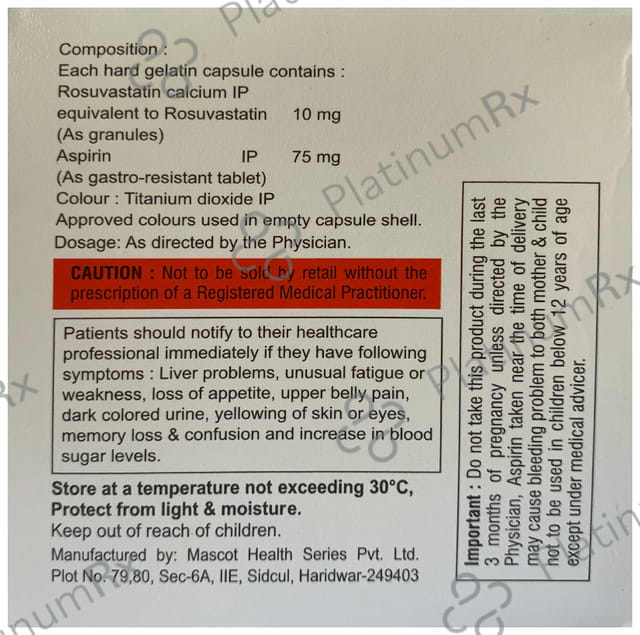 Composition :
Each hard gelatin capsule contains :
Rosuvastatin calcium IP
equivalent to Rosuvastatin 10 mg
(As granules)
Aspirin IP 75 mg
(As gastro-resistant tablet)
Colour : Titanium dioxide IP
Approved colours used in empty capsule shell.
Dosage: As directed by the Physician.
CAUTION : Not to be sold by retail without the
prescription of a Registered Medical Practitioner.
Patients should notify to their healthcare
professional immediately if they have following
symptoms : Liver problems, unusual fatigue or
weakness, loss of appetite, upper belly pain,
dark colored urine, yellowing of skin or eyes,
memory loss & confusion and increase in blood
sugar levels.
Store at a temperature not exceeding 30°C,
Protect from light & moisture.
Keep out of reach of children.
Manufactured by: Mascot Health Series Pvt. Ltd.
Plot No. 79,80, Sec-6A, IIE, Sidcul, Haridwar-249403
Important : Do not take this product during the last
3 months of pregnancy unless directed by the
Physician, Aspirin taken near the time of delivery
may cause bleeding problem to both mother & child
not to be used in children below 12 years of age
except under medical advicer.
PlatinumRx
PlatinumRx
PlatinumRx
PlatinumRx
PlatinumRx